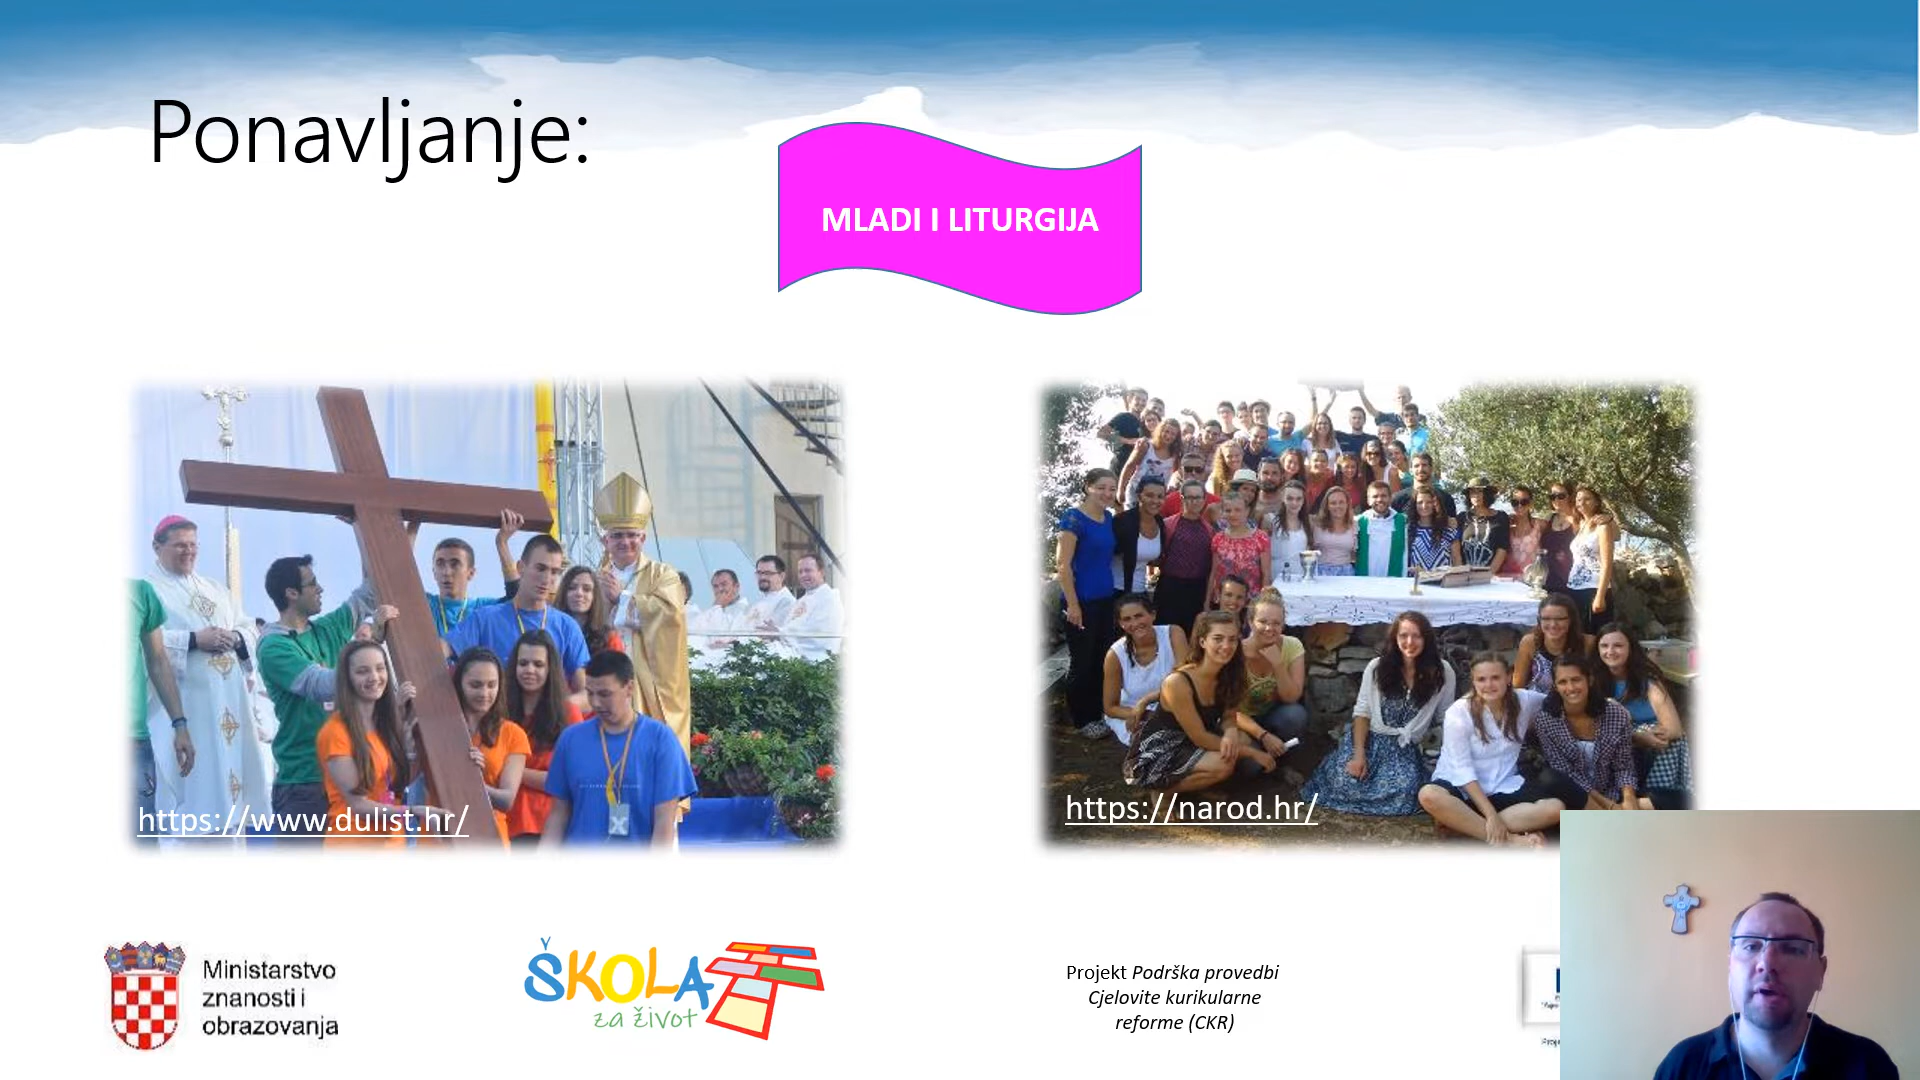 Ponavljanje:
MLADI I LITURGIJA
https://www.dulist.hr/
https://narod.hr/
Ministarstvo
znanosti i
obrazovanja
ŠKOLA
za život
Projekt Podrška provedbi
Cjelovite kurikularne
reforme (CKR)